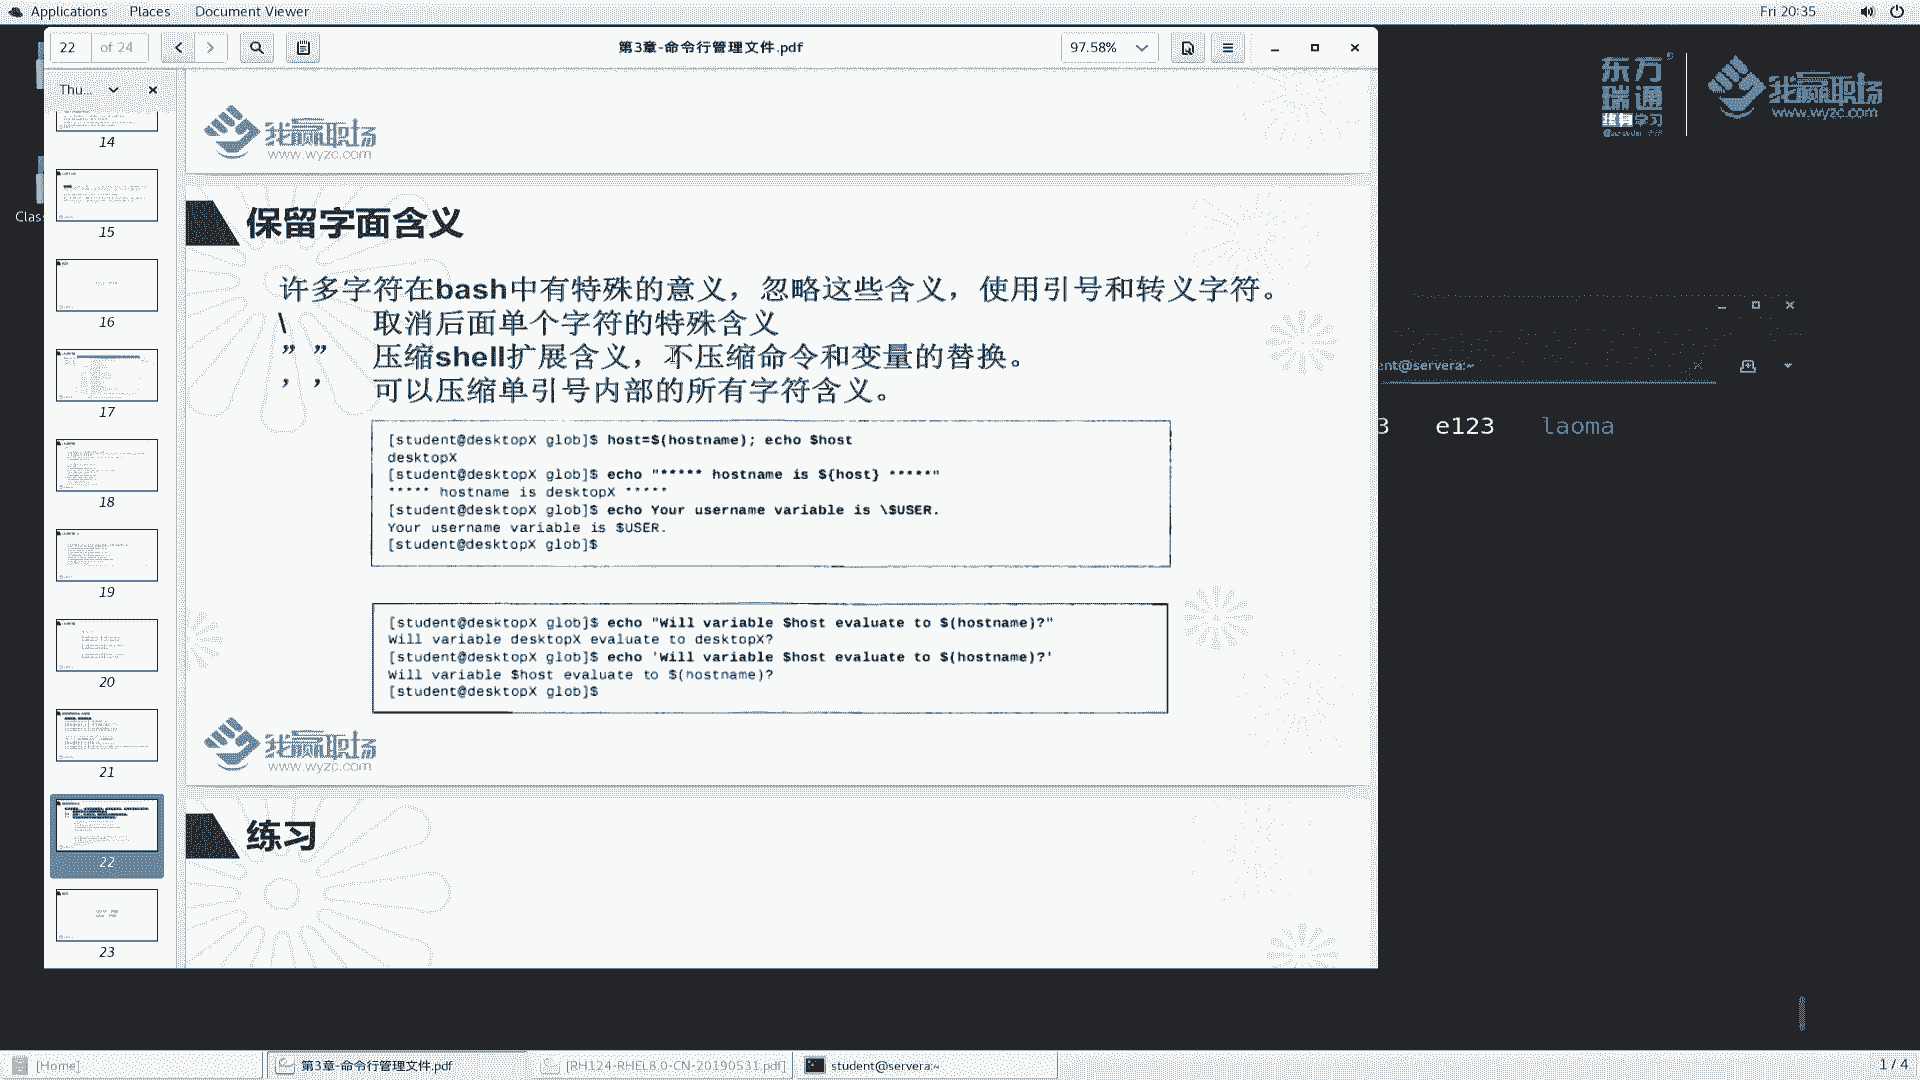 Applications Places Document Viewer Fri 20:35
22 of 24 第3章-命令行管理文件.pdf 97.58%
Thu...
14
15
16
17
18
19
20
21
22
23
Clas
我赢职场
www.wyzc.com
保留字面含义
许多字符在bash中有特殊的意义，忽略这些含义，使用引号和转义字符。
\ 取消后面单个字符的特殊含义
” ” 压缩shell扩展含义，不压缩命令和变量的替换。
’ ’ 可以压缩单引号内部的所有字符含义。
[student@desktopX glob]$ host=$(hostname); echo $host
desktopX
[student@desktopX glob]$ echo "***** hostname is ${host} *****"
***** hostname is desktopX *****
[student@desktopX glob]$ echo Your username variable is \$USER.
Your username variable is $USER.
[student@desktopX glob]$
[student@desktopX glob]$ echo "Will variable $host evaluate to $(hostname)?"
Will variable desktopX evaluate to desktopX?
[student@desktopX glob]$ echo 'Will variable $host evaluate to $(hostname)?'
Will variable $host evaluate to $(hostname)?
[student@desktopX glob]$
我赢职场
www.wyzc.com
练习
东方
瑞通
终身学习
我赢职场
www.wyzc.com
ent@servera:~
3 e123 laoma
[Home] 第3章-命令行管理文件.pdf [RH124-RHEL8.0-CN-20190531.pdf] student@servera:~ 1 / 4